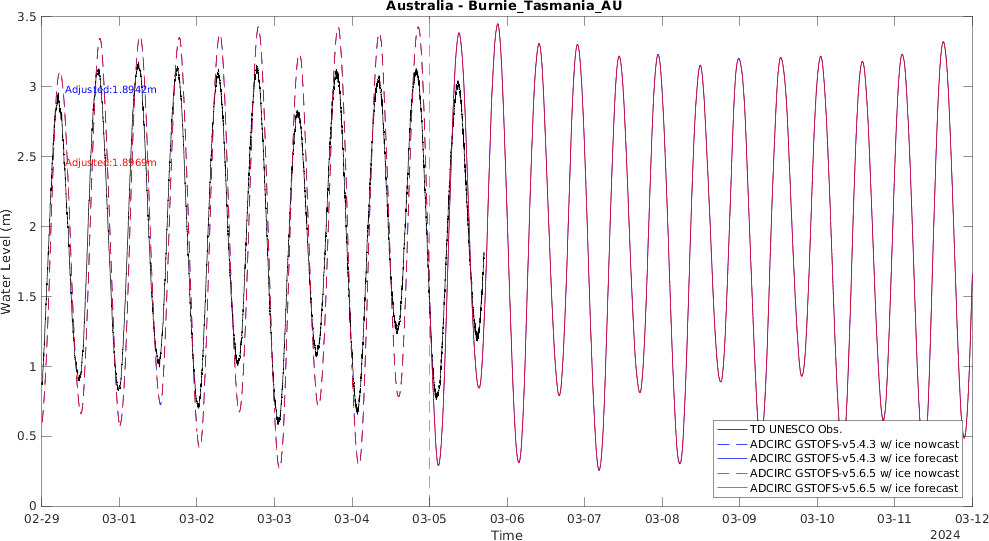 Australia - Burnie_Tasmania_AU
3.5
3
2.5
2
1.5
1
0.5
0
Water Level (m)
Adjusted:1.8942m
Adjusted:1.8969m
TD UNESCO Obs.
ADCIRC GSTOFS-v5.4.3 w/ ice nowcast
ADCIRC GSTOFS-v5.4.3 w/ ice forecast
ADCIRC GSTOFS-v5.6.5 w/ ice nowcast
ADCIRC GSTOFS-v5.6.5 w/ ice forecast
02-29 03-01 03-02 03-03 03-04 03-05 03-06 03-07 03-08 03-09 03-10 03-11 03-12
Time
2024